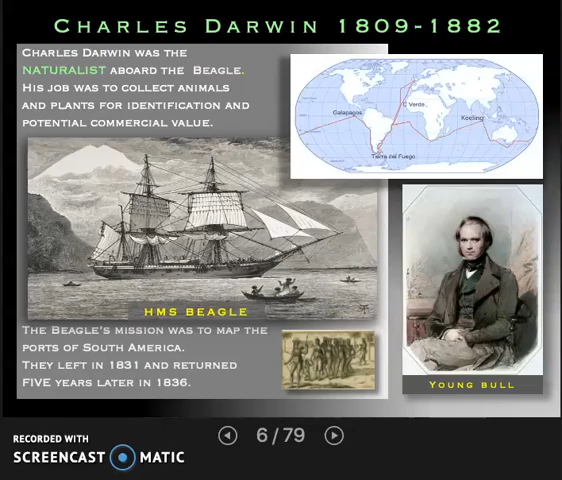 Charles Darwin 1809-1882
Charles Darwin was the
NATURALIST aboard the Beagle.
His job was to collect animals
and plants for identification and
potential commercial value.
Galapagos
C Verde
Keeling
Tierra del Fuego
HMS BEAGLE
The Beagle's mission was to map the
ports of South America.
They left in 1831 and returned
FIVE years later in 1836.
Young bull
RECORDED WITH
SCREENCAST MATIC
6 / 79